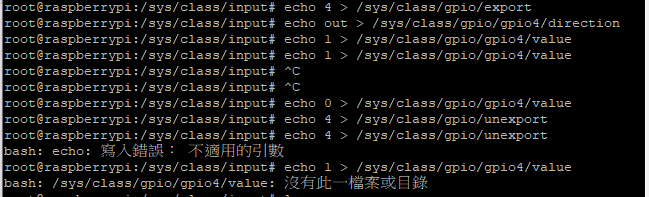 root@raspberrypi:/sys/class/input# echo 4 > /sys/class/gpio/export
root@raspberrypi:/sys/class/input# echo out > /sys/class/gpio/gpio4/direction
root@raspberrypi:/sys/class/input# echo 1 > /sys/class/gpio/gpio4/value
root@raspberrypi:/sys/class/input# echo 1 > /sys/class/gpio/gpio4/value
root@raspberrypi:/sys/class/input# ^C
root@raspberrypi:/sys/class/input# ^C
root@raspberrypi:/sys/class/input# echo 0 > /sys/class/gpio/gpio4/value
root@raspberrypi:/sys/class/input# echo 4 > /sys/class/gpio/unexport
root@raspberrypi:/sys/class/input# echo 4 > /sys/class/gpio/unexport
bash: echo: 寫入錯誤： 不適用的引數
root@raspberrypi:/sys/class/input# echo 1 > /sys/class/gpio/gpio4/value
bash: /sys/class/gpio/gpio4/value: 沒有此一檔案或目錄